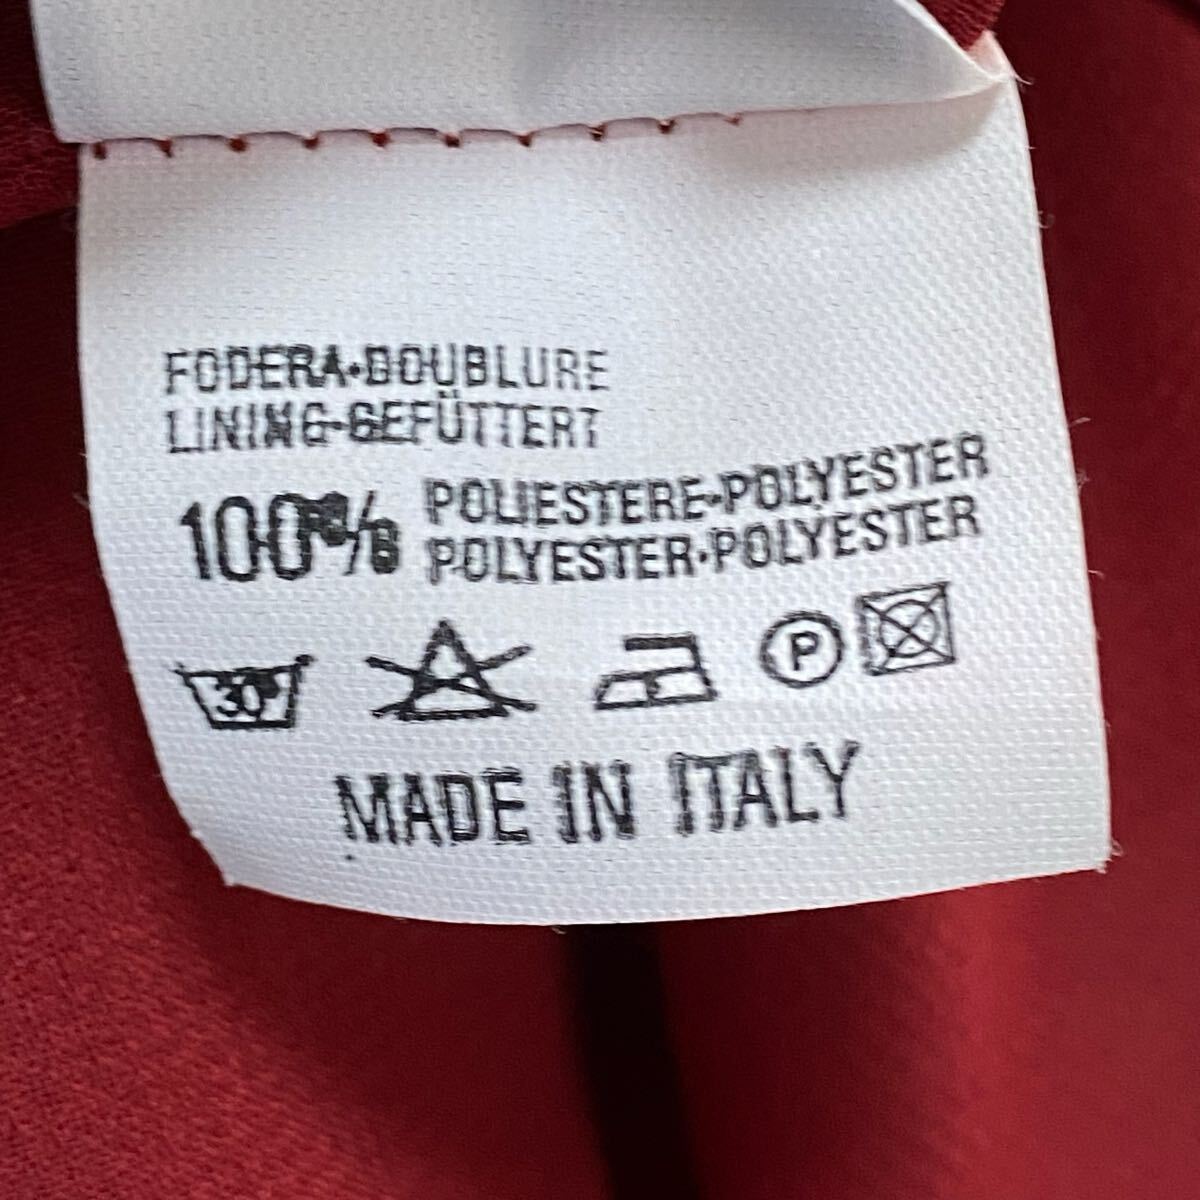 FODERA•DOUBLURE
LINING-GEFÜTTERT
100% POLIESTERE•POLYESTER
POLYESTER•POLYESTER
30° P
MADE IN ITALY